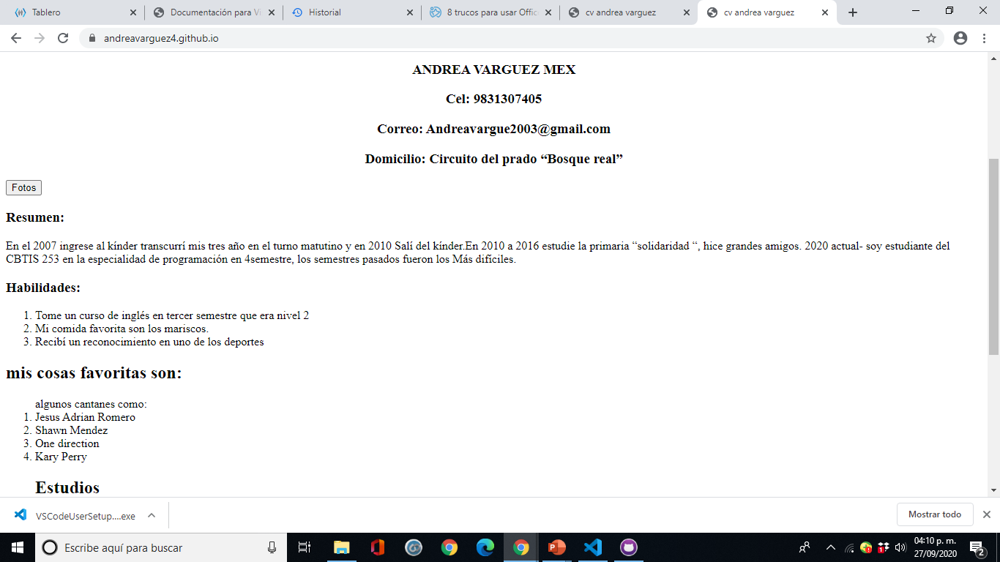 Tablero
Documentación para Vi
Historial
8 trucos para usar Offic
cv andrea varguez
cv andrea varguez
andreavarguez4.github.io
ANDREA VARGUEZ MEX
Cel: 9831307405
Correo: Andreavargue2003@gmail.com
Domicilio: Circuito del prado “Bosque real”
Fotos
Resumen:
En el 2007 ingrese al kínder transcurrí mis tres año en el turno matutino y en 2010 Salí del kínder.En 2010 a 2016 estudie la primaria “solidaridad “, hice grandes amigos. 2020 actual- soy estudiante del
CBTIS 253 en la especialidad de programación en 4semestre, los semestres pasados fueron los Más difíciles.
Habilidades:
1. Tome un curso de inglés en tercer semestre que era nivel 2
2. Mi comida favorita son los mariscos.
3. Recibí un reconocimiento en uno de los deportes
mis cosas favoritas son:
algunos cantanes como:
1. Jesus Adrian Romero
2. Shawn Mendez
3. One direction
4. Kary Perry
Estudios
VSCodeUserSetup....exe
Mostrar todo
Escribe aquí para buscar
04:10 p. m.
27/09/2020
2